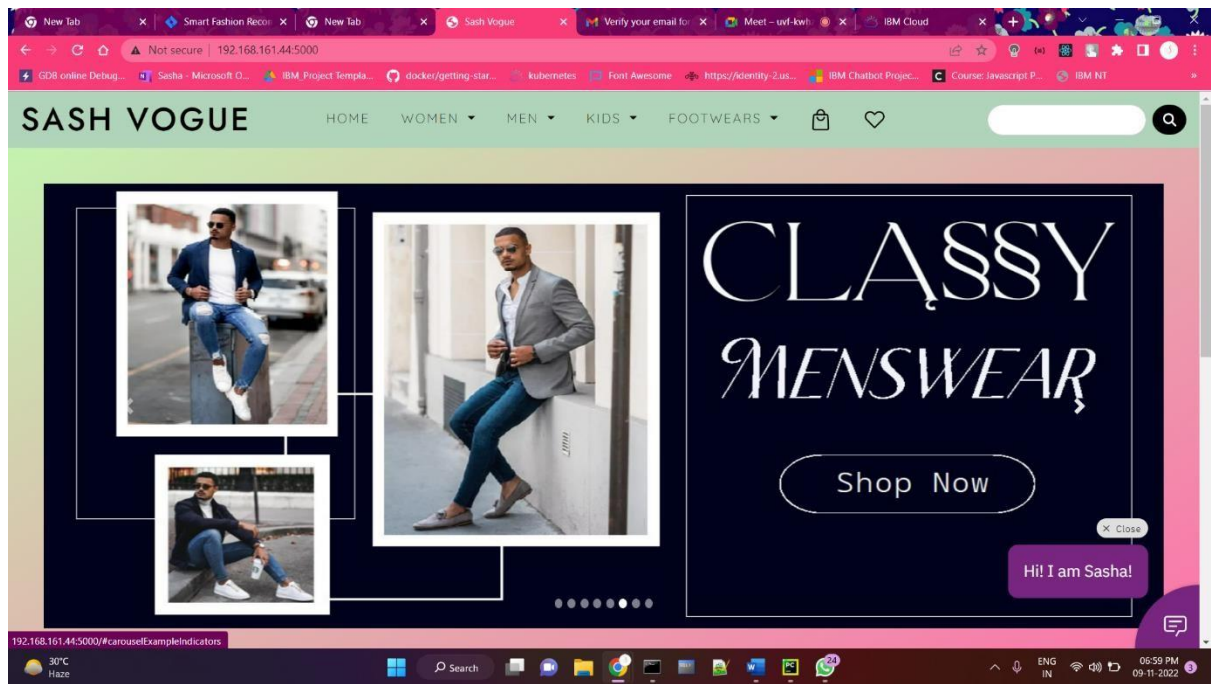 New Tab
Smart Fashion Recon
New Tab
Sash Vogue
Verify your email for
Meet – uvf-kwh
IBM Cloud
Not secure | 192.168.161.44:5000
GDB online Debug...
Sasha - Microsoft O...
IBM_Project Templa...
docker/getting-star...
kubernetes
Font Awesome
https://identity-2.us...
IBM Chatbot Projec...
Course: Javascript P...
IBM NT
»
SASH VOGUE
HOME
WOMEN
MEN
KIDS
FOOTWEARS
CLASSY
MENSWEAR
Shop Now
× Close
Hi! I am Sasha!
192.168.161.44:5000/#carouselExampleIndicators
30°C
Haze
Search
24
ENG
IN
06:59 PM
09-11-2022
3